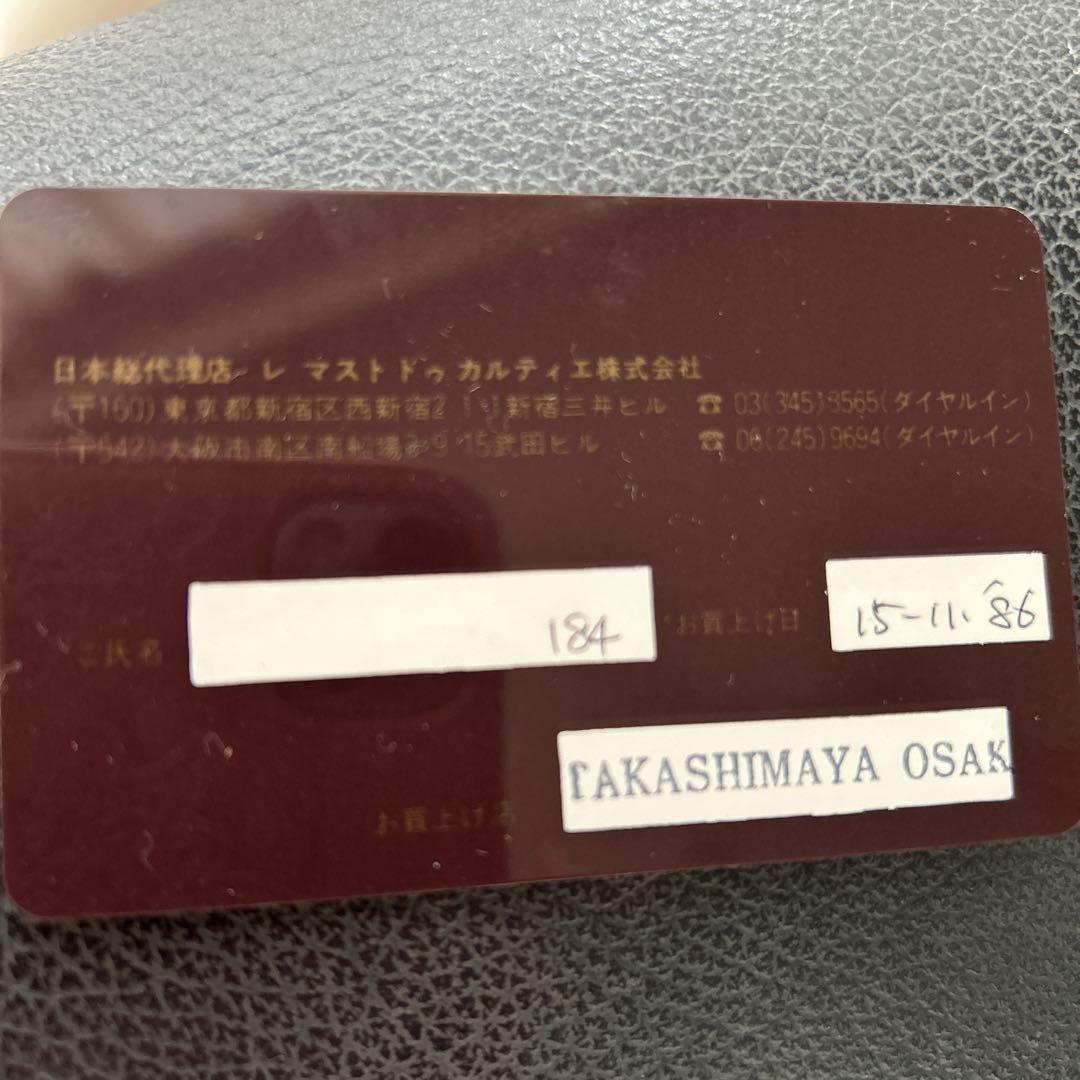 日本総代理店 レ マスト ドゥ カルティエ株式会社
(〒160)東京都新宿区西新宿2 1 1新宿三井ビル ☎ 03(345)3565(ダイヤルイン)
(〒542)大阪市南区南船場3-9 15武田ビル ☎ 06(245)9694(ダイヤルイン)
ご氏名 184 お買上げ日 15-11.'86
お買上げ店 TAKASHIMAYA OSAK